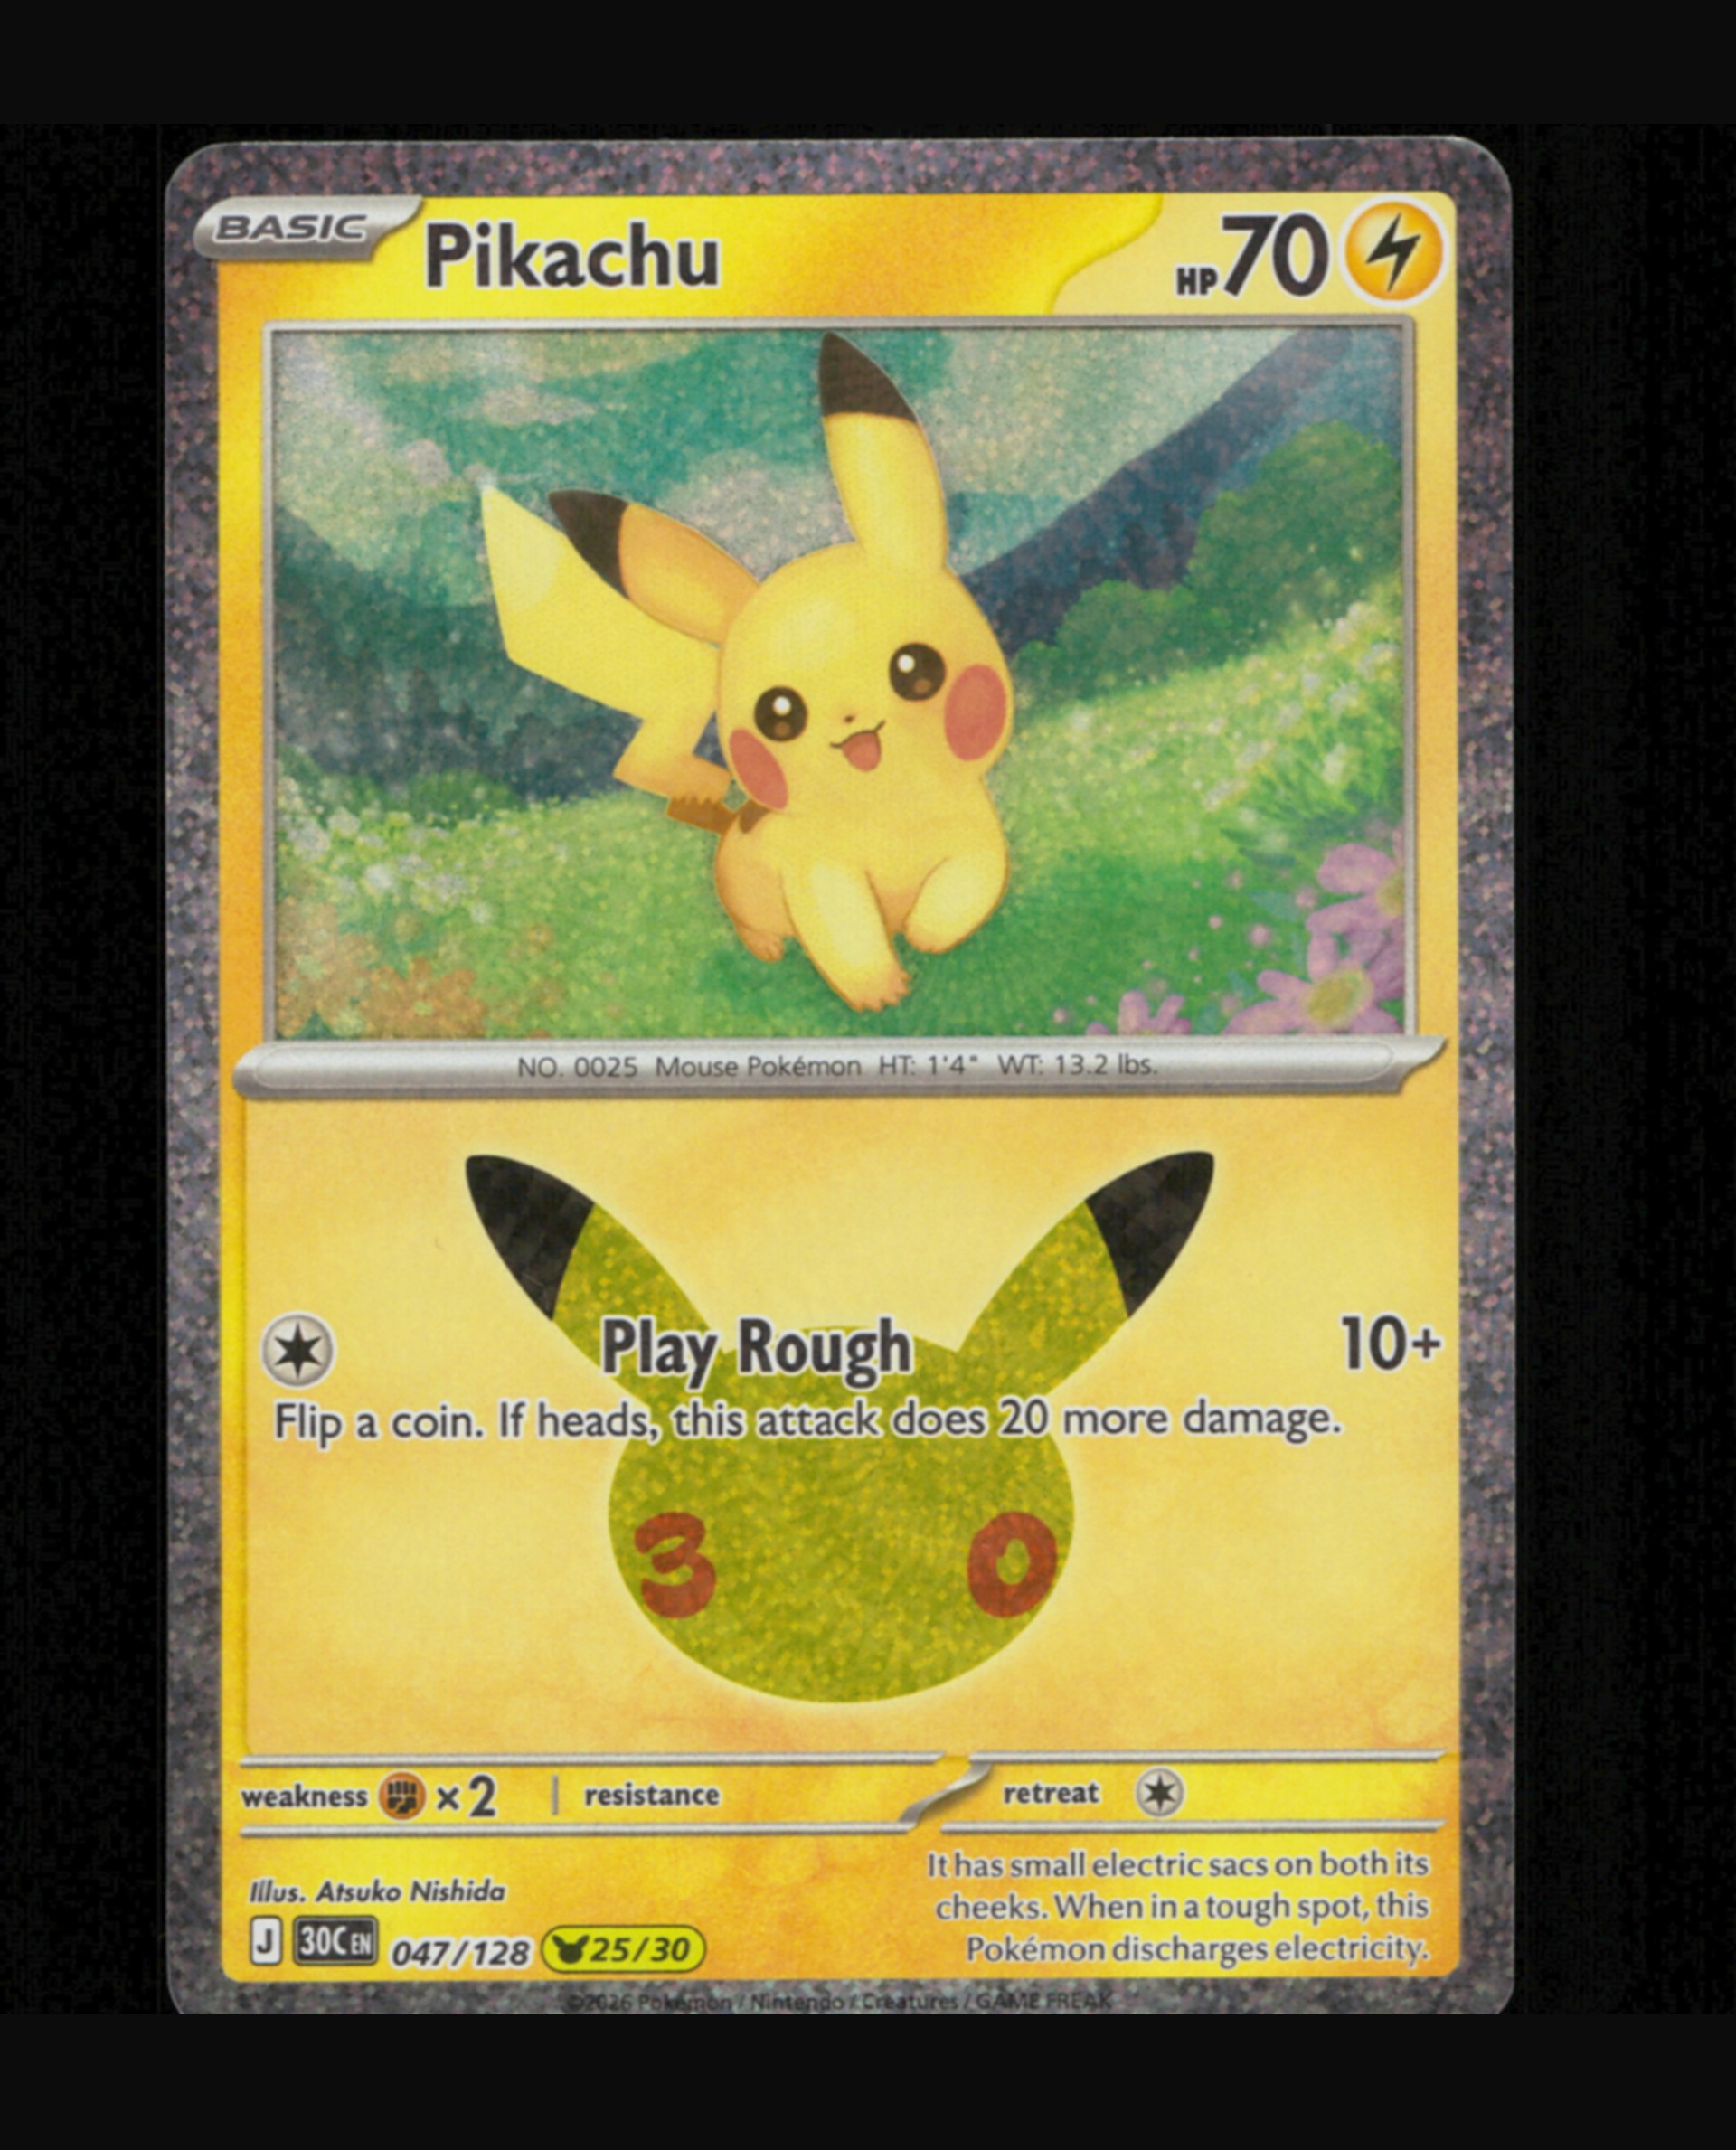 BASIC
Pikachu
HP 70
NO. 0025 Mouse Pokémon HT: 1'4" WT: 13.2 lbs.
Play Rough 10+
Flip a coin. If heads, this attack does 20 more damage.
3 0
weakness ×2 resistance retreat
Illus. Atsuko Nishida
It has small electric sacs on both its
cheeks. When in a tough spot, this
Pokémon discharges electricity.
J 30C EN 047/128 25/30
©2026 Pokémon / Nintendo / Creatures / GAME FREAK